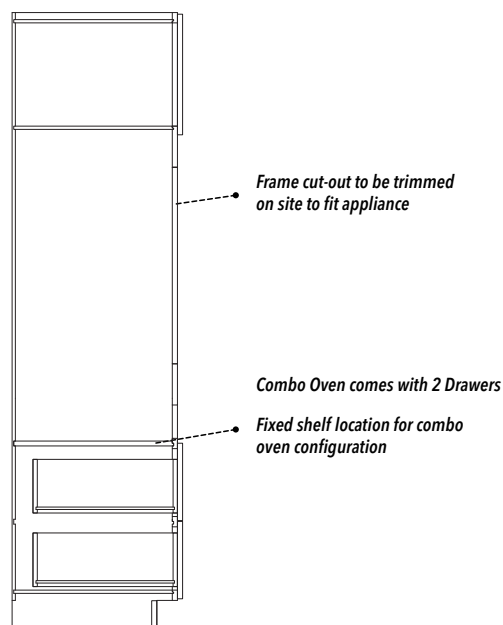 Frame cut-out to be trimmed
on site to fit appliance
Combo Oven comes with 2 Drawers
Fixed shelf location for combo
oven configuration